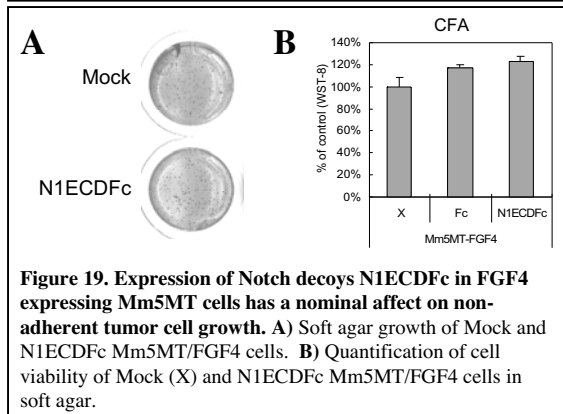 A
Mock
N1ECDFc
B
CFA
% of control (WST-8)
140%
120%
100%
80%
60%
40%
20%
0%
X
Fc
N1ECDFc
Mm5MT-FGF4
Figure 19. Expression of Notch decoys N1ECDFc in FGF4
expressing Mm5MT cells has a nominal affect on non-
adherent tumor cell growth. A) Soft agar growth of Mock and
N1ECDFc Mm5MT/FGF4 cells. B) Quantification of cell
viability of Mock (X) and N1ECDFc Mm5MT/FGF4 cells in
soft agar.